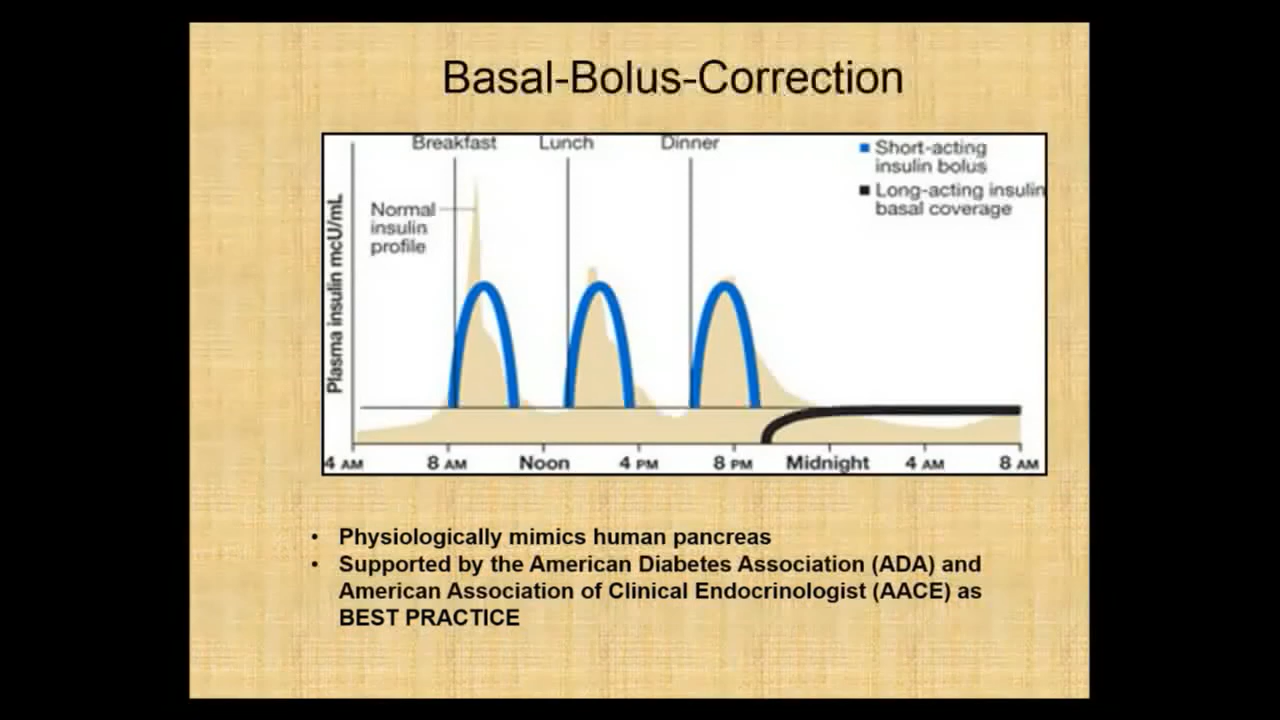 Basal-Bolus-Correction
Breakfast Lunch Dinner
Short-acting
insulin bolus
Long-acting insulin
basal coverage
Normal
insulin
profile
Plasma insulin mcU/mL
4 AM 8 AM Noon 4 PM 8 PM Midnight 4 AM 8 AM
• Physiologically mimics human pancreas
• Supported by the American Diabetes Association (ADA) and
American Association of Clinical Endocrinologist (AACE) as
BEST PRACTICE